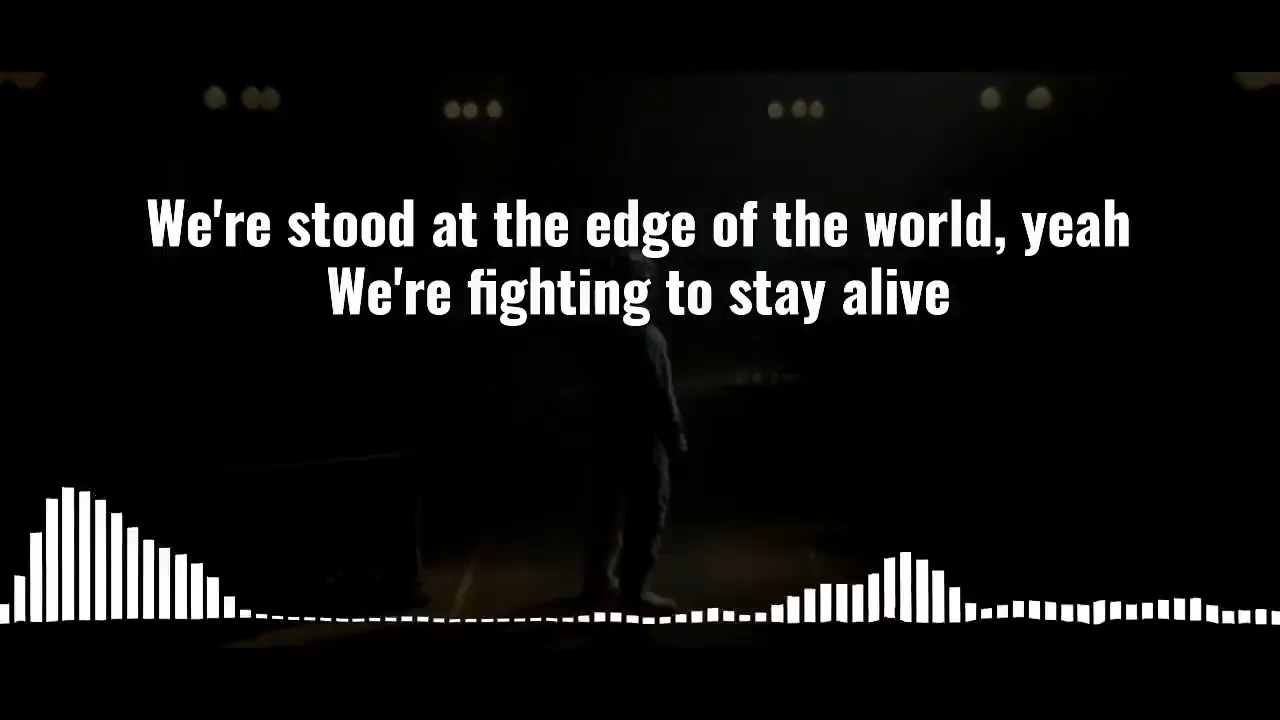 We're stood at the edge of the world, yeah
We're fighting to stay alive